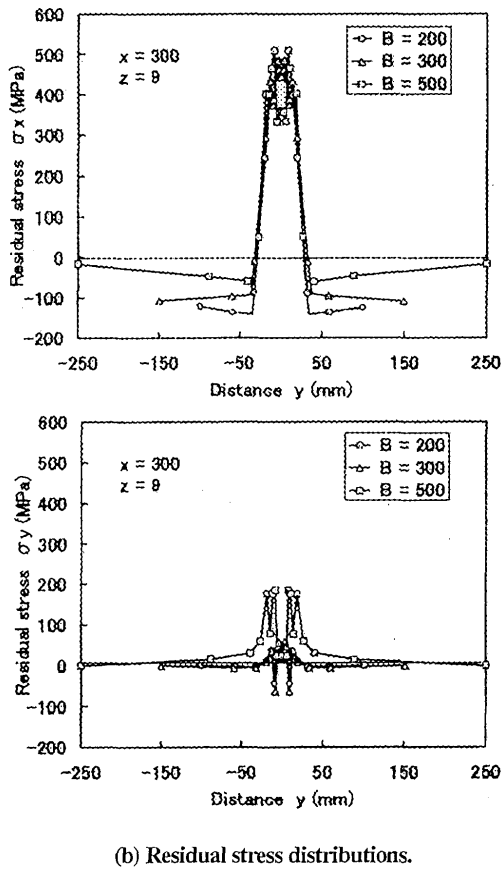 600
500
400
300
200
100
0
-100
-200
Residual stress σx (MPa)
x = 300
z = 9
B = 200
B = 300
B = 500
-250
-150
-50
50
150
250
Distance y (mm)
600
500
400
300
200
100
0
-100
-200
Residual stress σy (MPa)
x = 300
z = 9
B = 200
B = 300
B = 500
-250
-150
-50
50
150
250
Distance y (mm)
(b) Residual stress distributions.